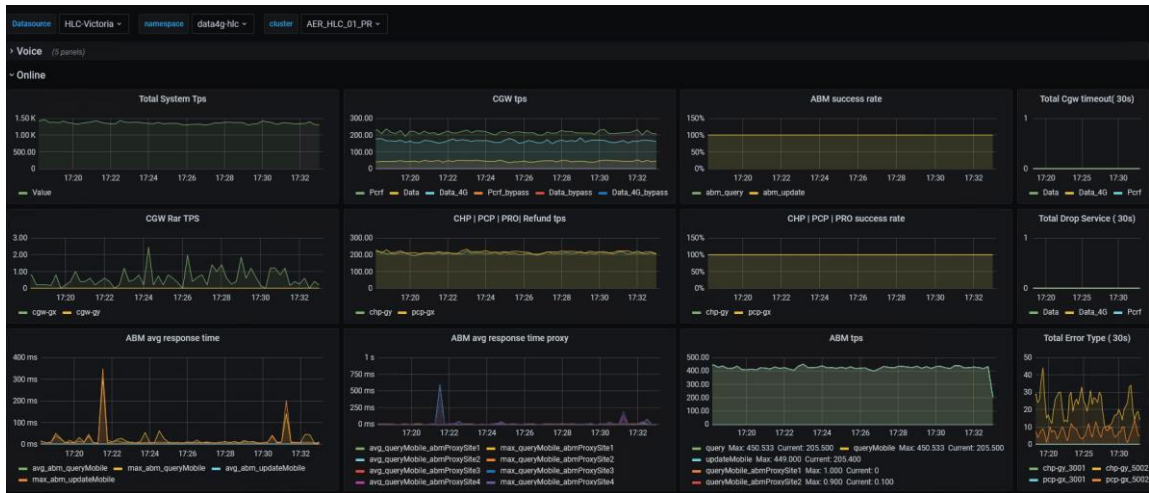 Datasource HLC-Victoria namespace data4g-hlc cluster AER_HLC_01_PR
Voice (5 panels)
Online
Total System Tps
1.50 K
1.00 K
500.00
0
17:20 17:22 17:24 17:26 17:28 17:30 17:32
Value
CGW tps
300.00
200.00
100.00
0
17:20 17:22 17:24 17:26 17:28 17:30 17:32
Pcrf Data Data_4G Pcrf_bypass Data_bypass Data_4G_bypass
ABM success rate
150%
100%
50%
0%
17:20 17:22 17:24 17:26 17:28 17:30 17:32
abm_query abm_update
Total Cgw timeout( 30s)
1
0
17:20 17:25 17:30
Data Data_4G Pcrf
CGW Rar TPS
3.00
2.00
1.00
0
17:20 17:22 17:24 17:26 17:28 17:30 17:32
cgw-gx cgw-gy
CHP | PCP | PRO| Refund tps
300.00
200.00
100.00
0
17:20 17:22 17:24 17:26 17:28 17:30 17:32
chp-gy pcp-gx
CHP | PCP | PRO success rate
150%
100%
50%
0%
17:20 17:22 17:24 17:26 17:28 17:30 17:32
chp-gy pcp-gx
Total Drop Service ( 30s)
1
0
17:20 17:25 17:30
Data Data_4G Pcrf
ABM avg response time
400 ms
300 ms
200 ms
100 ms
0 ms
17:20 17:22 17:24 17:26 17:28 17:30 17:32
avg_abm_queryMobile max_abm_queryMobile avg_abm_updateMobile
max_abm_updateMobile
ABM avg response time proxy
1 s
750 ms
500 ms
250 ms
0 ms
17:20 17:22 17:24 17:26 17:28 17:30 17:32
avg_queryMobile_abmProxySite1 max_queryMobile_abmProxySite1
avg_queryMobile_abmProxySite2 max_queryMobile_abmProxySite2
avg_queryMobile_abmProxySite3 max_queryMobile_abmProxySite3
avg_queryMobile_abmProxySite4 max_queryMobile_abmProxySite4
ABM tps
500.00
400.00
300.00
200.00
100.00
0
17:20 17:22 17:24 17:26 17:28 17:30 17:32
query Max: 450.533 Current: 205.500 queryMobile Max: 450.533 Current: 205.500
updateMobile Max: 449.000 Current: 205.400
queryMobile_abmProxySite1 Max: 1.000 Current: 0
queryMobile_abmProxySite2 Max: 0.900 Current: 0.100
Total Error Type ( 30s)
50
40
30
20
10
0
17:20 17:25 17:30
chp-gy_3001 chp-gy_5002
pcp-gx_3001 pcp-gx_5002